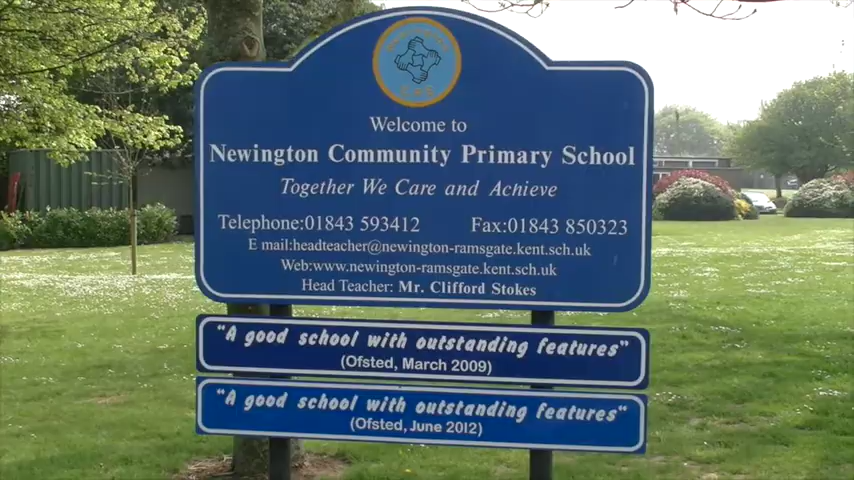 Welcome to
Newington Community Primary School
Together We Care and Achieve
Telephone:01843 593412 Fax:01843 850323
E mail:headteacher@newington-ramsgate.kent.sch.uk
Web:www.newington-ramsgate.kent.sch.uk
Head Teacher: Mr. Clifford Stokes
"A good school with outstanding features"
(Ofsted, March 2009)
"A good school with outstanding features"
(Ofsted, June 2012)